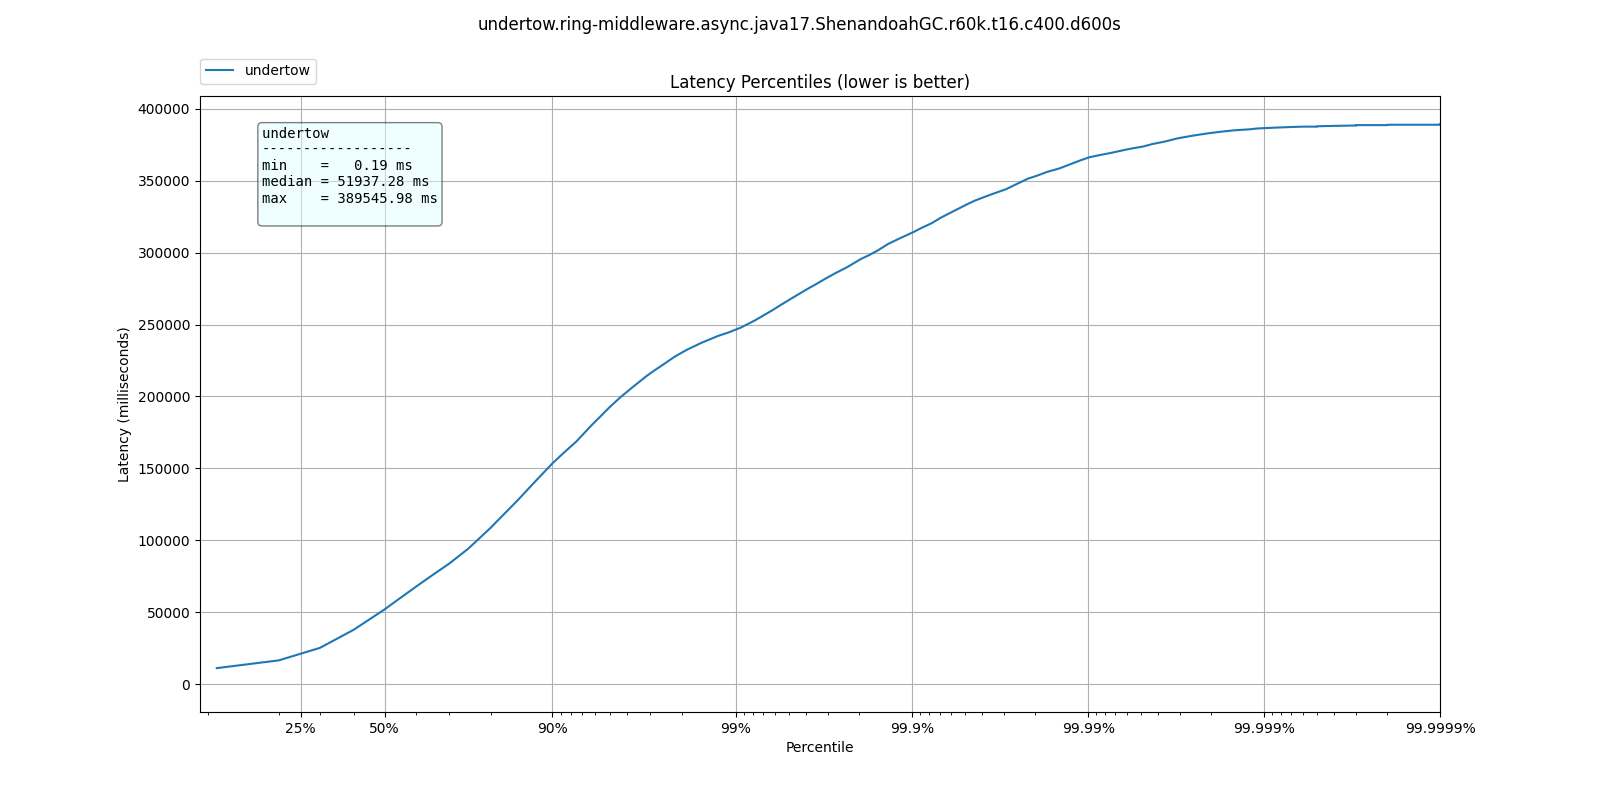 undertow.ring-middleware.async.java17.ShenandoahGC.r60k.t16.c400.d600s
undertow
Latency Percentiles (lower is better)
400000
350000
300000
250000
200000
150000
100000
50000
0
Latency (milliseconds)
undertow
------------------
min    =   0.19 ms
median = 51937.28 ms
max    = 389545.98 ms
25% 50% 90% 99% 99.9% 99.99% 99.999% 99.9999%
Percentile